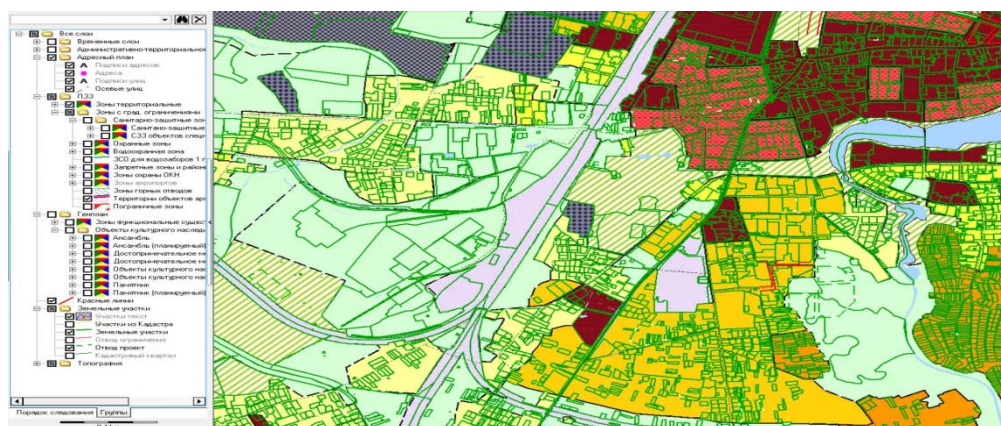 Все слои
Временные слои
Административно-территориальное
Адресный план
Подписи адресов
Адреса
Подписи улиц
Осевые улиц
ПЗЗ
Зоны территориальные
Зоны с град. ограничениями
Санитарно-защитные зон
Санитано-защитные
СЗЗ объектов спец
Охранные зоны
Водоохранная зона
ЗСО для водозаборов 1 п
Запретные зоны и район
Зоны охраны ОКН
Зоны аэропортов
Зоны горных отводов
Территории объектов ар
Пограничные зоны
Генплан
Зоны функциональные сущест
Объекты культурного наслед
Ансамбль
Ансамбль (планируемый)
Достопримечательное м
Достопримечательное м
Объекты культурного нас
Объекты культурного нас
Памятник
Памятник (планируемый)
Красные линии
Земельные участки
Участки текст
Участки из Кадастра
Земельные участки
Отвод ограничения
Отвод проект
Кадастровый квартал
Топография
Порядок следования Группы